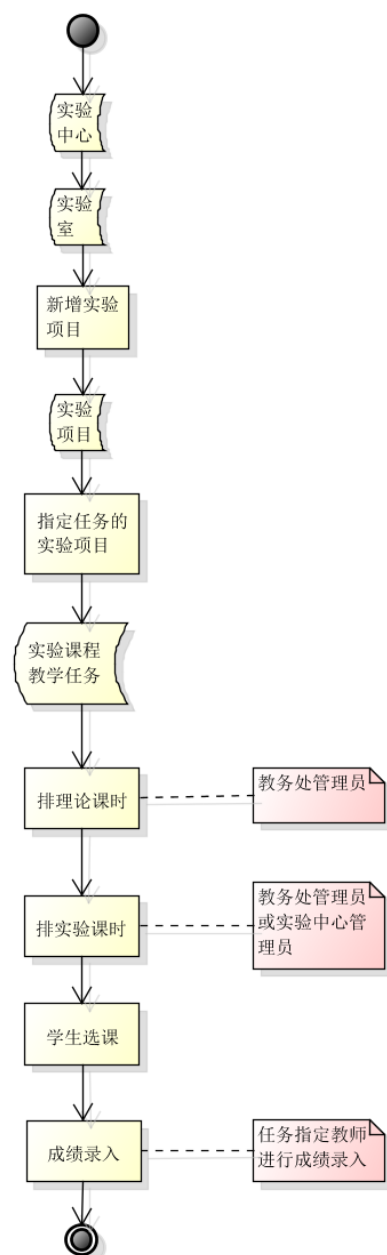 实验
中心
实验
室
新增实验
项目
实验
项目
指定任务的
实验项目
实验课程
教学任务
排理论课时
教务处管理员
排实验课时
教务处管理员
或实验中心管
理员
学生选课
成绩录入
任务指定教师
进行成绩录入